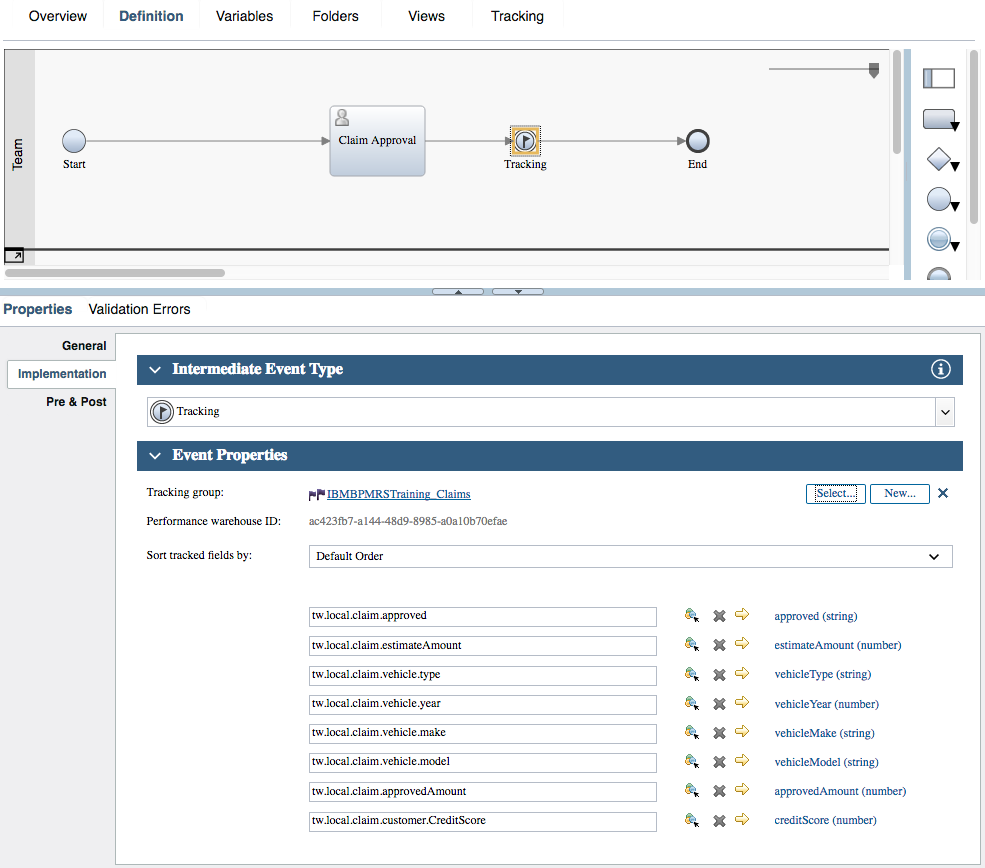 Overview Definition Variables Folders Views Tracking
Team
Start
Claim Approval
Tracking
End
Properties Validation Errors
General
Implementation
Pre & Post
Intermediate Event Type
Tracking
Event Properties
Tracking group: IBMBPMRSTraining_Claims Select... New...
Performance warehouse ID: ac423fb7-a144-48d9-8985-a0a10b70efae
Sort tracked fields by: Default Order
tw.local.claim.approved approved (string)
tw.local.claim.estimateAmount estimateAmount (number)
tw.local.claim.vehicle.type vehicleType (string)
tw.local.claim.vehicle.year vehicleYear (number)
tw.local.claim.vehicle.make vehicleMake (string)
tw.local.claim.vehicle.model vehicleModel (string)
tw.local.claim.approvedAmount approvedAmount (number)
tw.local.claim.customer.CreditScore creditScore (number)